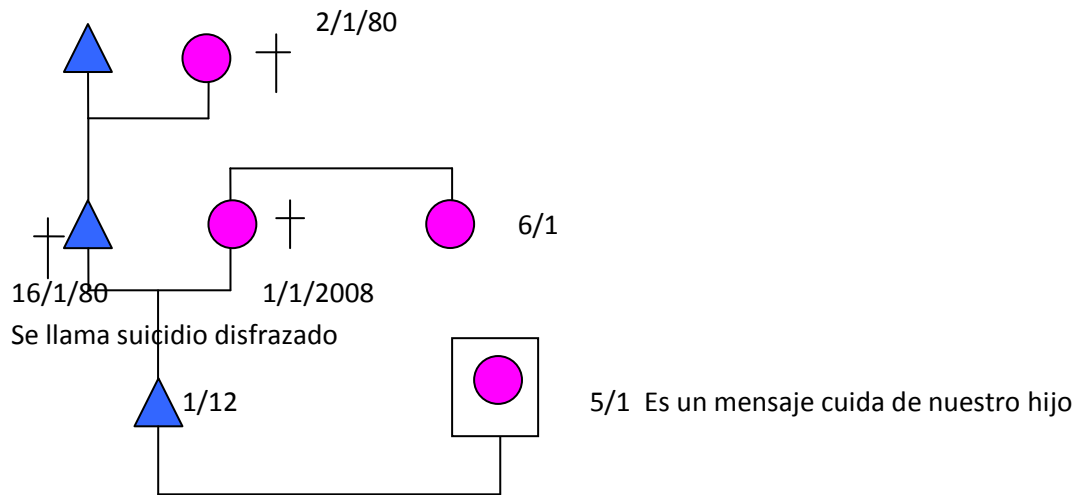 2/1/80
6/1
16/1/80
1/1/2008
Se llama suicidio disfrazado
1/12
5/1 Es un mensaje cuida de nuestro hijo